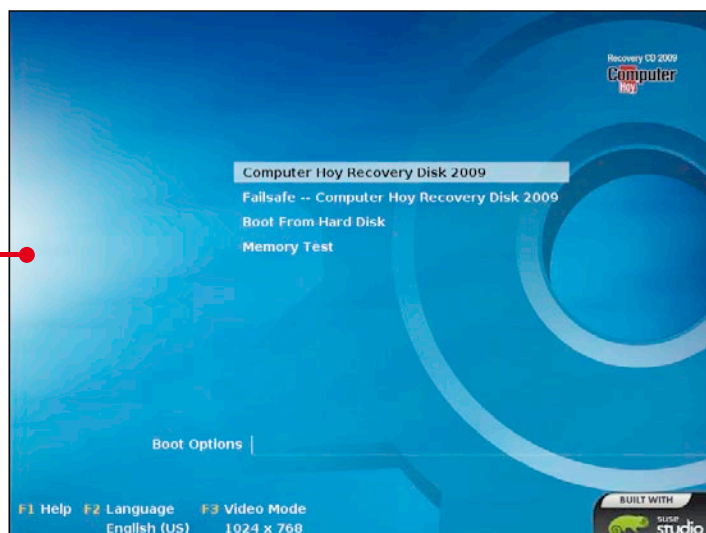 Recovery CD 2009
Computer
Hoy
Computer Hoy Recovery Disk 2009
Failsafe -- Computer Hoy Recovery Disk 2009
Boot From Hard Disk
Memory Test
Boot Options
F1 Help F2 Language F3 Video Mode
English (US) 1024 x 768
BUILT WITH
suse
studio